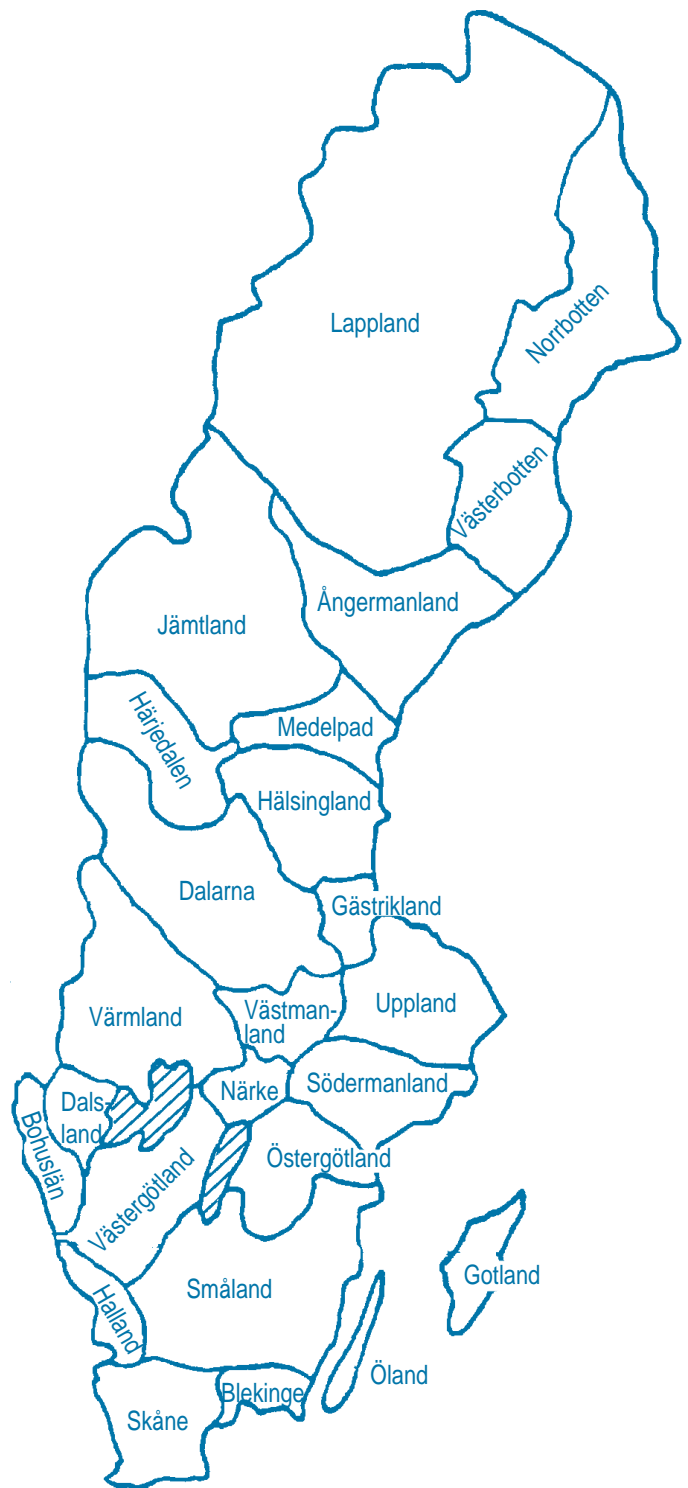 Lappland
Norrbotten
Västerbotten
Ångermanland
Jämtland
Härjedalen
Medelpad
Hälsingland
Dalarna
Gästrikland
Värmland
Västman-
land
Uppland
Närke
Södermanland
Dals-
land
Bohuslän
Västergötland
Östergötland
Gotland
Småland
Halland
Öland
Blekinge
Skåne